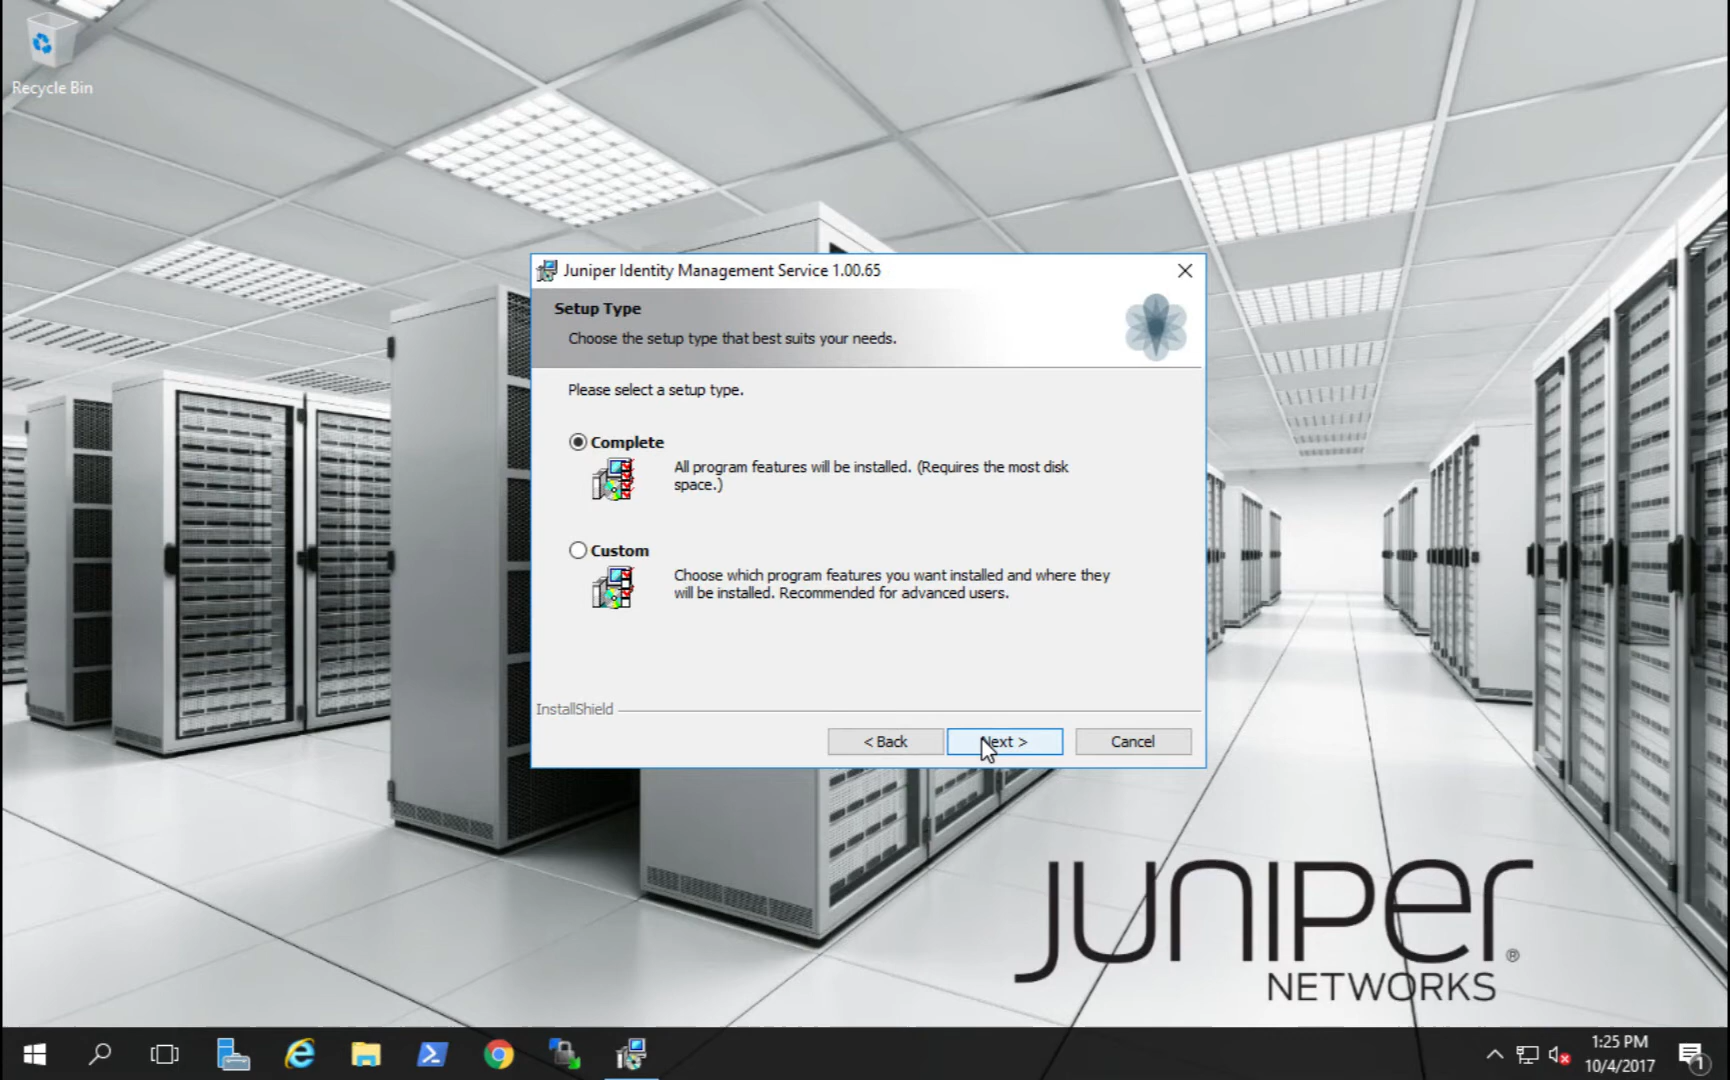 Recycle Bin
Juniper Identity Management Service 1.00.65
Setup Type
Choose the setup type that best suits your needs.
Please select a setup type.
Complete
All program features will be installed. (Requires the most disk
space.)
Custom
Choose which program features you want installed and where they
will be installed. Recommended for advanced users.
InstallShield
< Back
Next >
Cancel
JUNIPER®
NETWORKS
1:25 PM
10/4/2017
1